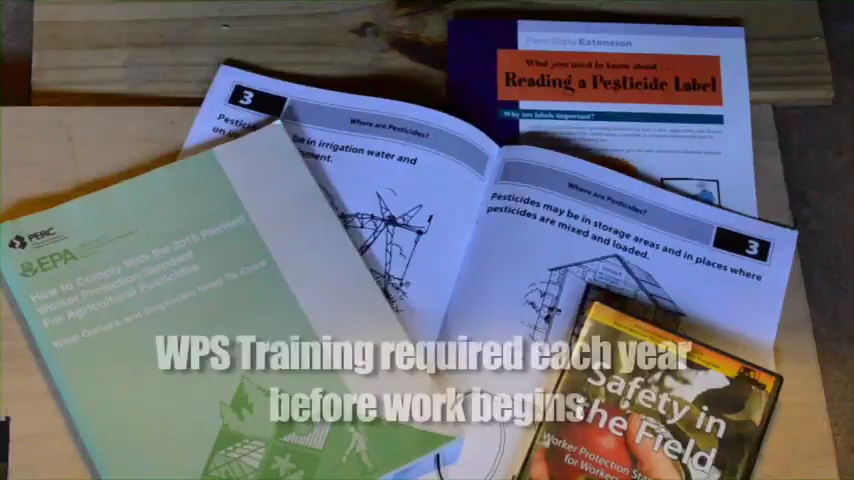 PennState Extension
What you need to know about . . .
Reading a Pesticide Label
Why are labels important?
3
Where are Pesticides?
Pesticides
be in irrigation water and
Where are Pesticides?
3
Pesticides may be in storage areas and in places where
pesticides are mixed and loaded.
PERC
EPA
How to Comply With the 2015 Revised
Worker Protection Standard
For Agricultural Pesticides
What Owners and Employers Need To Know
WPS Training required each year
before work begins
Safety in
the Field
Worker Protection
for Workers